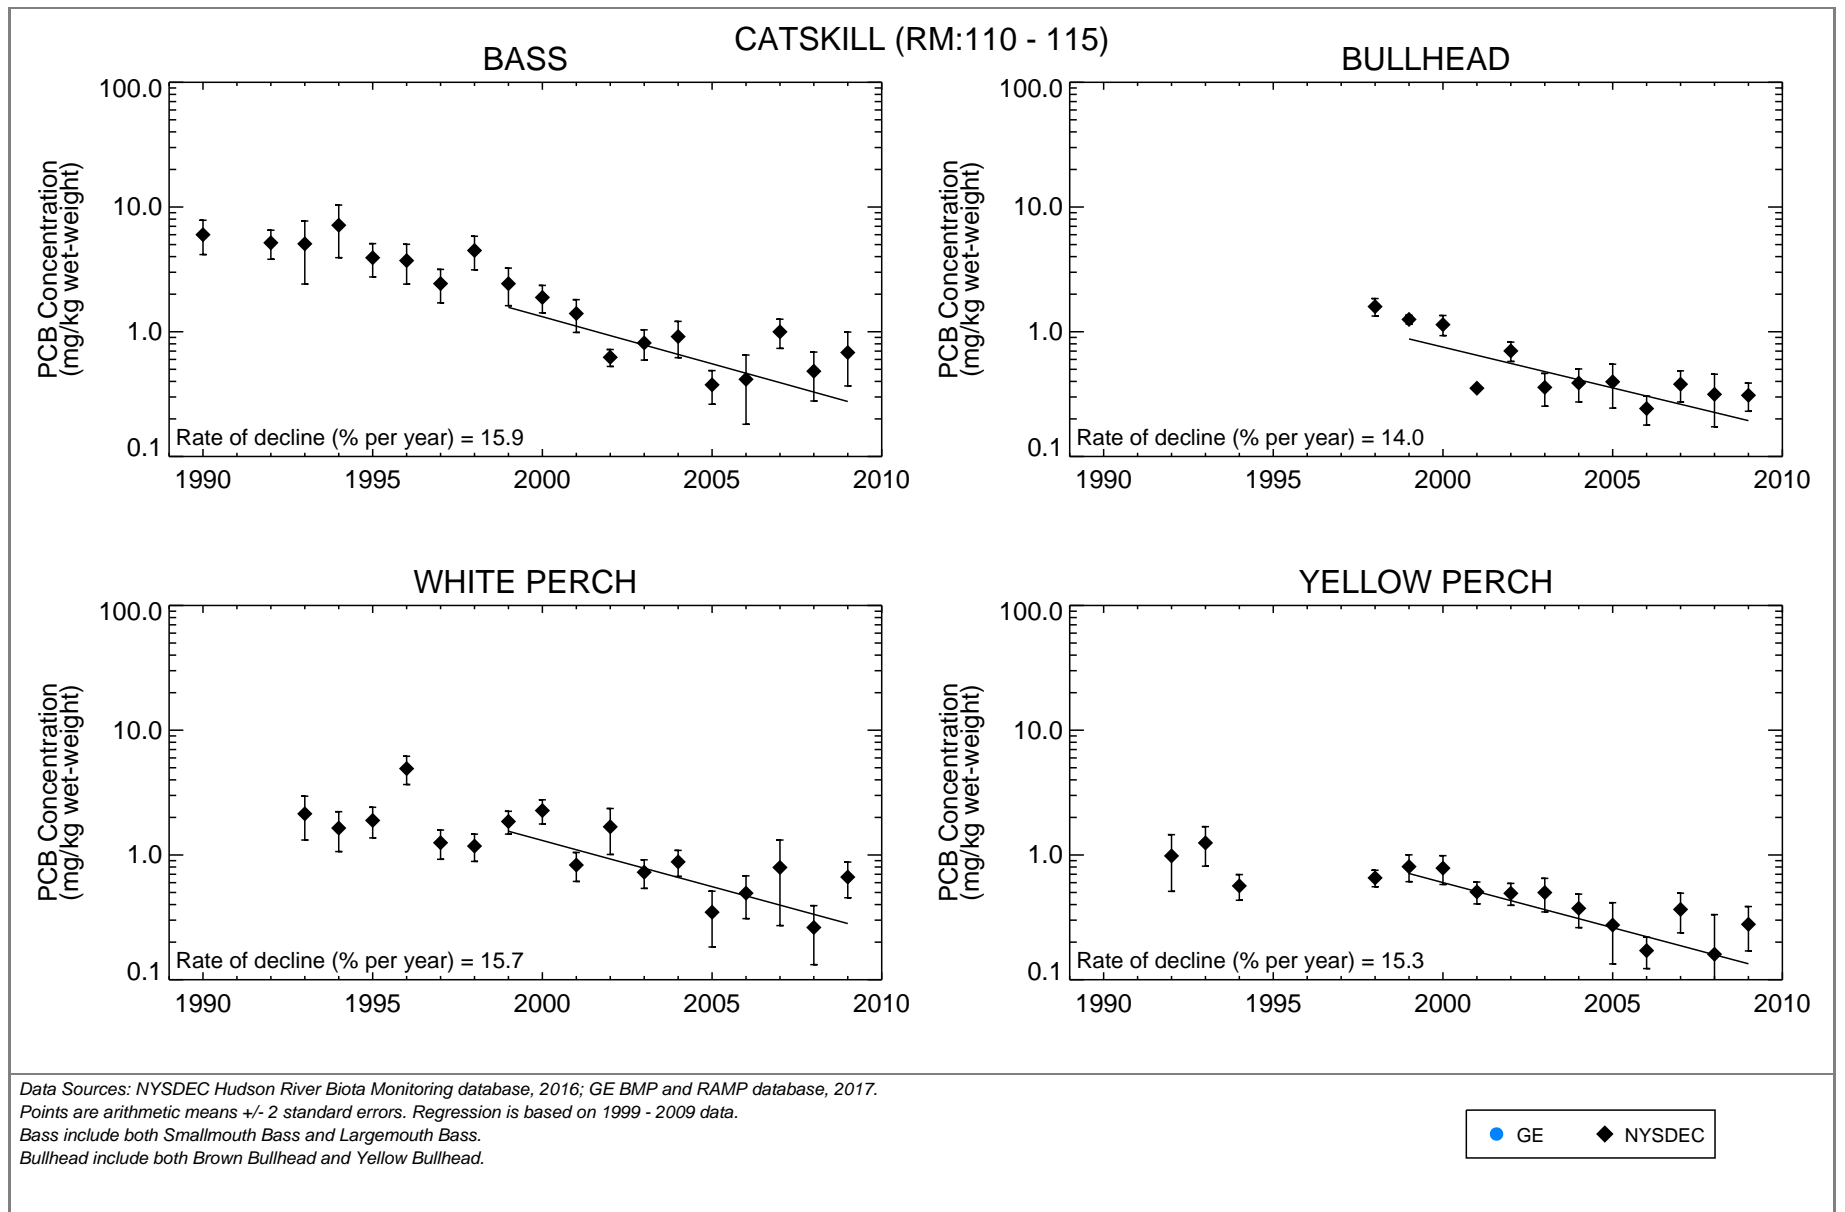 CATSKILL (RM:110 - 115)
BASS
100.0
10.0
1.0
0.1
PCB Concentration
(mg/kg wet-weight)
Rate of decline (% per year) = 15.9
1990 1995 2000 2005 2010
BULLHEAD
100.0
10.0
1.0
0.1
PCB Concentration
(mg/kg wet-weight)
Rate of decline (% per year) = 14.0
1990 1995 2000 2005 2010
WHITE PERCH
100.0
10.0
1.0
0.1
PCB Concentration
(mg/kg wet-weight)
Rate of decline (% per year) = 15.7
1990 1995 2000 2005 2010
YELLOW PERCH
100.0
10.0
1.0
0.1
PCB Concentration
(mg/kg wet-weight)
Rate of decline (% per year) = 15.3
1990 1995 2000 2005 2010
Data Sources: NYSDEC Hudson River Biota Monitoring database, 2016; GE BMP and RAMP database, 2017.
Points are arithmetic means +/- 2 standard errors. Regression is based on 1999 - 2009 data.
Bass include both Smallmouth Bass and Largemouth Bass.
Bullhead include both Brown Bullhead and Yellow Bullhead.
GE NYSDEC